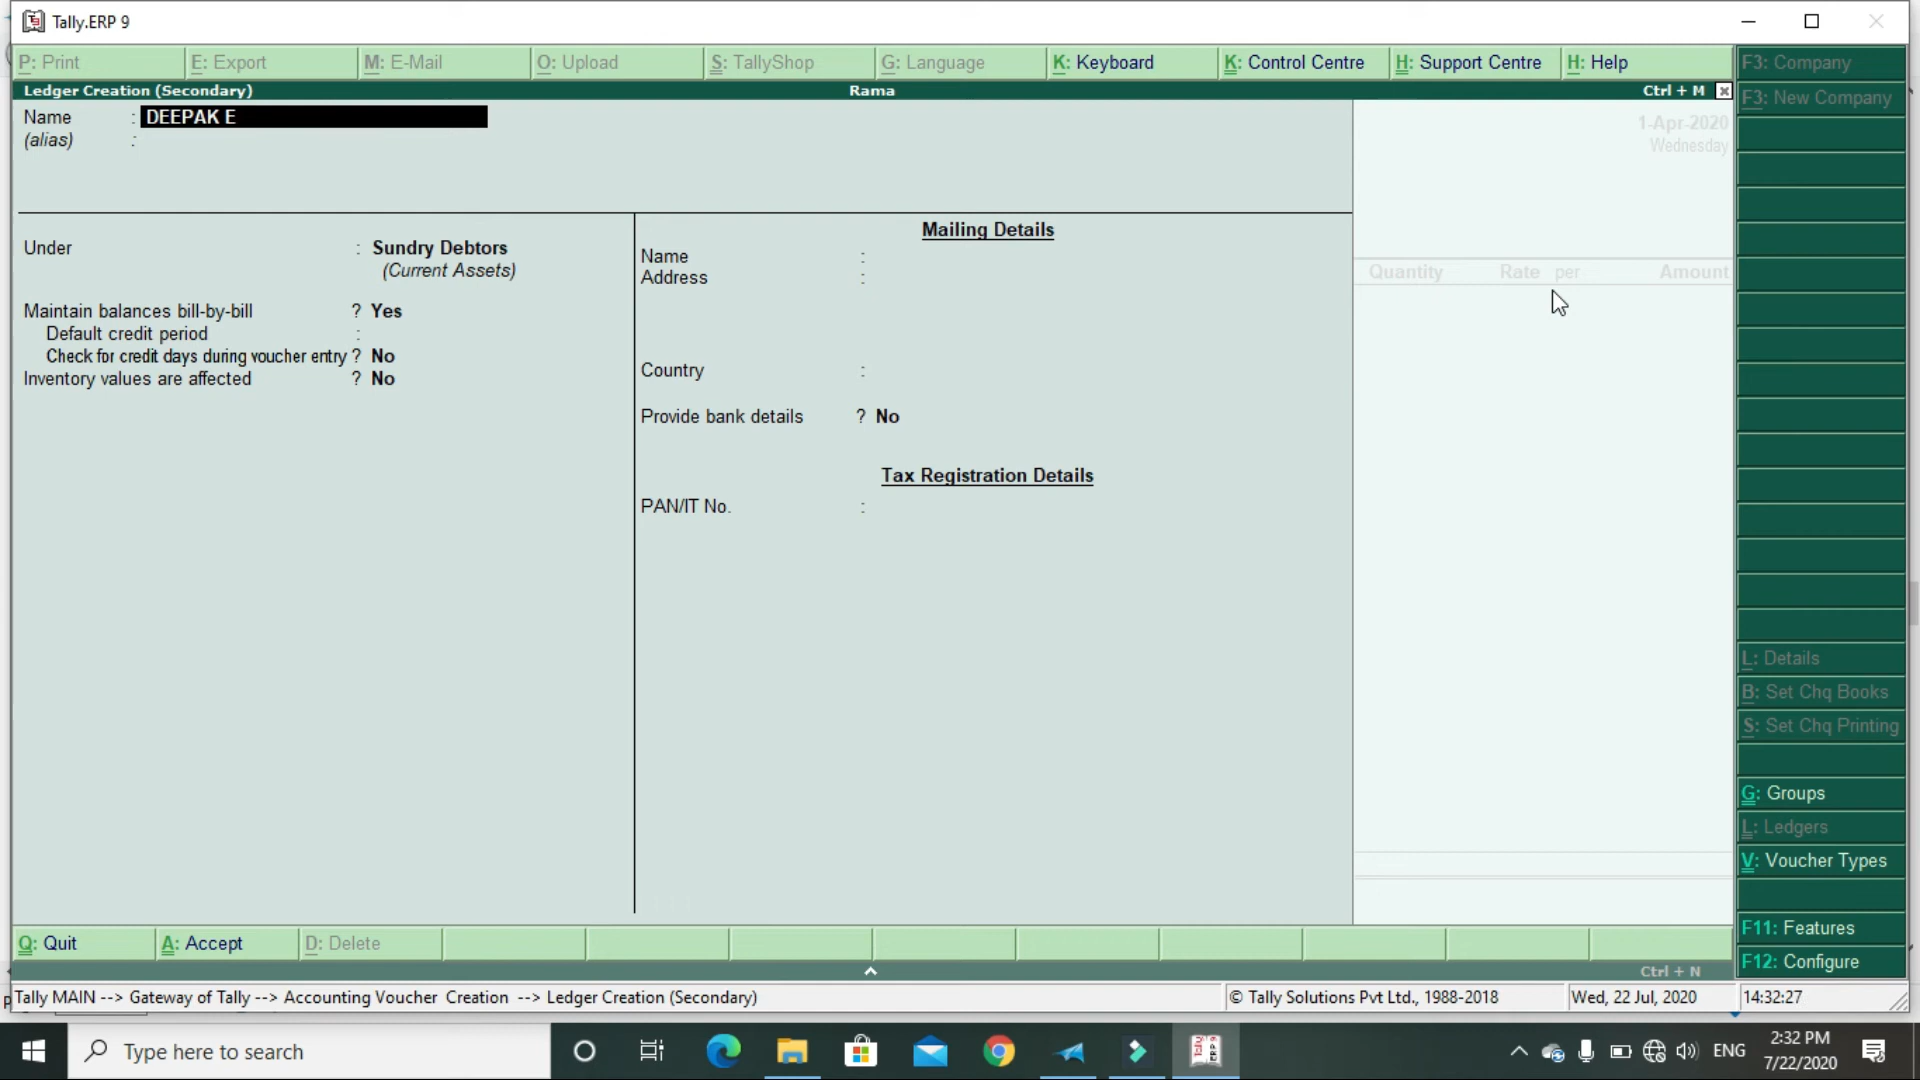 Tally.ERP 9
P: Print E: Export M: E-Mail O: Upload S: TallyShop G: Language K: Keyboard K: Control Centre H: Support Centre H: Help
F3: Company
Ledger Creation (Secondary) Rama Ctrl + M
F3: New Company
Name : DEEPAK E
(alias) :
1-Apr-2020
Wednesday
Under : Sundry Debtors
(Current Assets)
Maintain balances bill-by-bill ? Yes
Default credit period :
Check for credit days during voucher entry ? No
Inventory values are affected ? No
Mailing Details
Name :
Address :
Country :
Provide bank details ? No
Tax Registration Details
PAN/IT No. :
Quantity Rate per Amount
L: Details
B: Set Chq Books
S: Set Chq Printing
G: Groups
L: Ledgers
V: Voucher Types
F11: Features
F12: Configure
Q: Quit A: Accept D: Delete
Ctrl + N
Tally MAIN --> Gateway of Tally --> Accounting Voucher Creation --> Ledger Creation (Secondary) © Tally Solutions Pvt Ltd., 1988-2018 Wed, 22 Jul, 2020 14:32:27
Type here to search
ENG
2:32 PM
7/22/2020